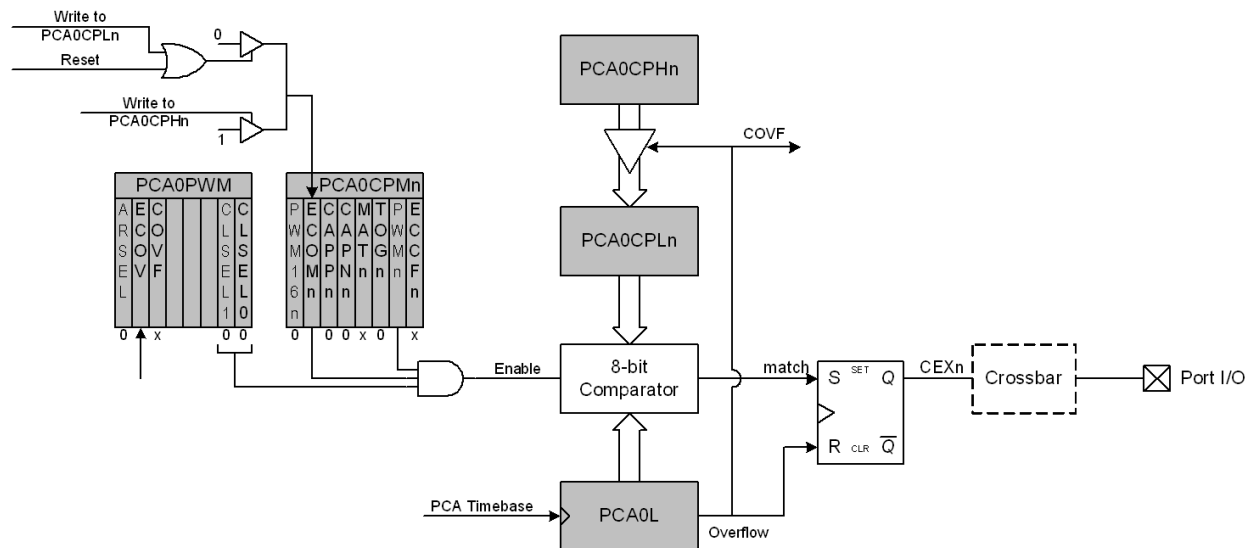 Write to
PCA0CPLn
Reset
0
Write to
PCA0CPHn
1
PCA0CPHn
COVF
PCA0PWM
ARSEL
ECOV
COVF
CLSEL1
CLSEL0
0
x
0
0
PCA0CPMn
PWM16n
ECOMn
CAPPn
CAPNn
MATn
TOGn
PWMn
ECCFn
0
0
0
x
0
x
PCA0CPLn
Enable
8-bit
Comparator
match
S SET Q
R CLR Q̅
CEXn
Crossbar
Port I/O
PCA Timebase
PCA0L
Overflow